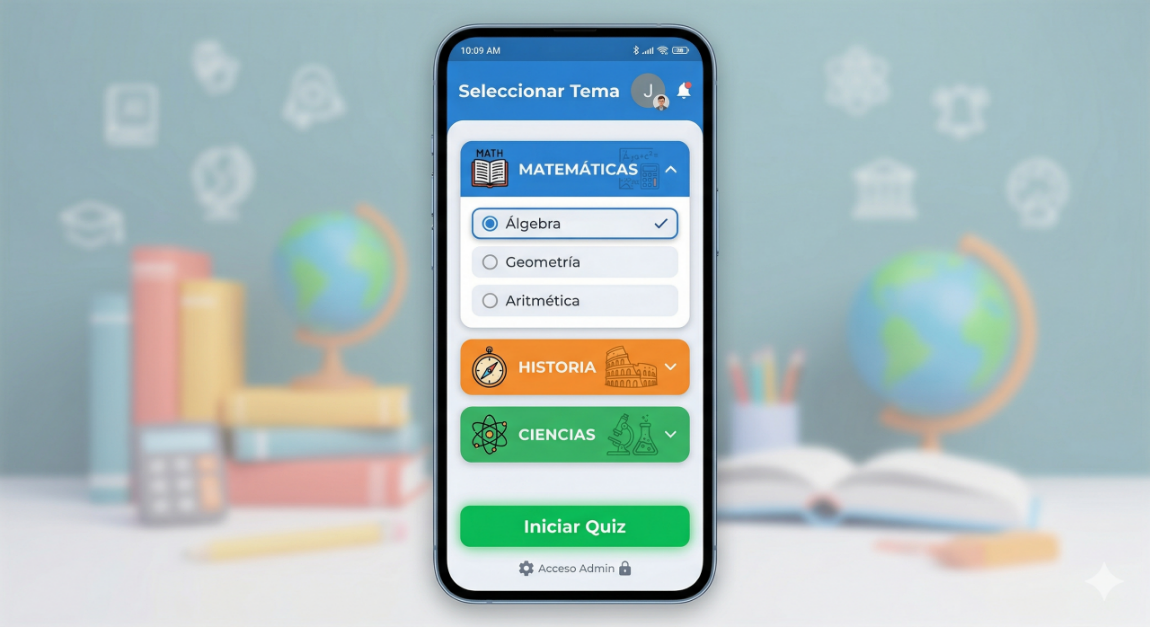 10:09 AM
Seleccionar Tema
J
MATH
MATEMÁTICAS
Álgebra
Geometría
Aritmética
HISTORIA
CIENCIAS
Iniciar Quiz
Acceso Admin